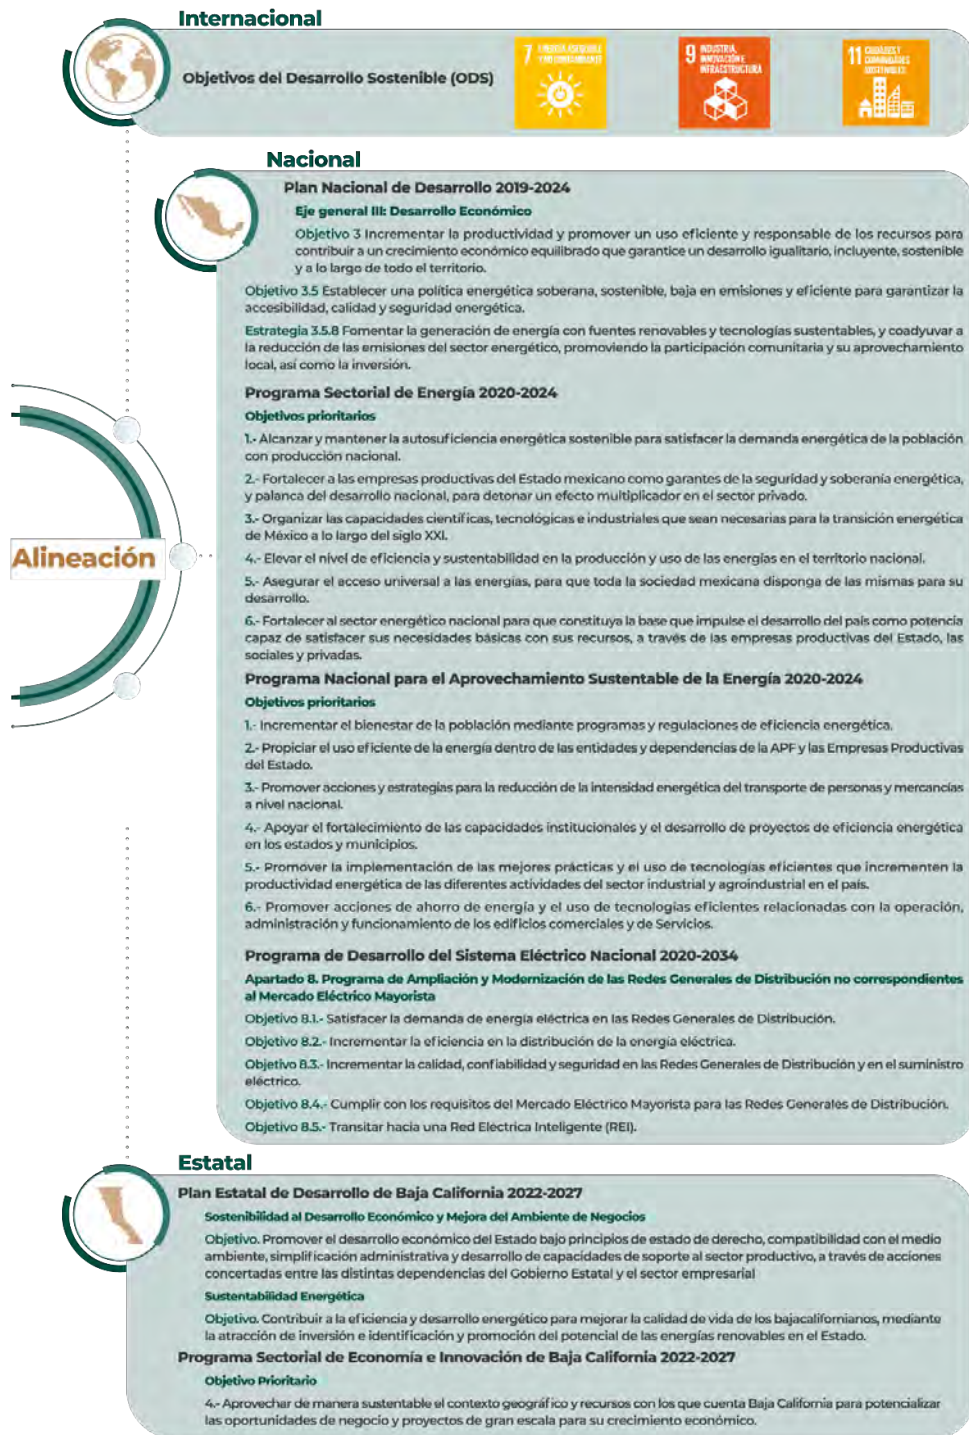 Internacional
Objetivos del Desarrollo Sostenible (ODS)
7 ENERGÍA ASEQUIBLE
Y NO CONTAMINANTE
9 INDUSTRIA,
INNOVACIÓN E
INFRAESTRUCTURA
11 CIUDADES Y
COMUNIDADES
SOSTENIBLES
Nacional
Plan Nacional de Desarrollo 2019-2024
Eje general III: Desarrollo Económico
Objetivo 3 Incrementar la productividad y promover un uso eficiente y responsable de los recursos para
contribuir a un crecimiento económico equilibrado que garantice un desarrollo igualitario, incluyente, sostenible
y a lo largo de todo el territorio.
Objetivo 3.5 Establecer una política energética soberana, sostenible, baja en emisiones y eficiente para garantizar la
accesibilidad, calidad y seguridad energética.
Estrategia 3.5.8 Fomentar la generación de energía con fuentes renovables y tecnologías sustentables, y coadyuvar a
la reducción de las emisiones del sector energético, promoviendo la participación comunitaria y su aprovechamiento
local, así como la inversión.
Programa Sectorial de Energía 2020-2024
Objetivos prioritarios
1.- Alcanzar y mantener la autosuficiencia energética sostenible para satisfacer la demanda energética de la población
con producción nacional.
2.- Fortalecer a las empresas productivas del Estado mexicano como garantes de la seguridad y soberanía energética,
y palanca del desarrollo nacional, para detonar un efecto multiplicador en el sector privado.
3.- Organizar las capacidades científicas, tecnológicas e industriales que sean necesarias para la transición energética
de México a lo largo del siglo XXI.
Alineación
4.- Elevar el nivel de eficiencia y sustentabilidad en la producción y uso de las energías en el territorio nacional.
5.- Asegurar el acceso universal a las energías, para que toda la sociedad mexicana disponga de las mismas para su
desarrollo.
6.- Fortalecer al sector energético nacional para que constituya la base que impulse el desarrollo del país como potencia
capaz de satisfacer sus necesidades básicas con sus recursos, a través de las empresas productivas del Estado, las
sociales y privadas.
Programa Nacional para el Aprovechamiento Sustentable de la Energía 2020-2024
Objetivos prioritarios
1.- Incrementar el bienestar de la población mediante programas y regulaciones de eficiencia energética.
2.- Propiciar el uso eficiente de la energía dentro de las entidades y dependencias de la APF y las Empresas Productivas
del Estado.
3.- Promover acciones y estrategias para la reducción de la intensidad energética del transporte de personas y mercancías
a nivel nacional.
4.- Apoyar el fortalecimiento de las capacidades institucionales y el desarrollo de proyectos de eficiencia energética
en los estados y municipios.
5.- Promover la implementación de las mejores prácticas y el uso de tecnologías eficientes que incrementen la
productividad energética de las diferentes actividades del sector industrial y agroindustrial en el país.
6.- Promover acciones de ahorro de energía y el uso de tecnologías eficientes relacionadas con la operación,
administración y funcionamiento de los edificios comerciales y de Servicios.
Programa de Desarrollo del Sistema Eléctrico Nacional 2020-2034
Apartado 8. Programa de Ampliación y Modernización de las Redes Generales de Distribución no correspondientes
al Mercado Eléctrico Mayorista
Objetivo 8.1.- Satisfacer la demanda de energía eléctrica en las Redes Generales de Distribución.
Objetivo 8.2.- Incrementar la eficiencia en la distribución de la energía eléctrica.
Objetivo 8.3.- Incrementar la calidad, confiabilidad y seguridad en las Redes Generales de Distribución y en el suministro
eléctrico.
Objetivo 8.4.- Cumplir con los requisitos del Mercado Eléctrico Mayorista para las Redes Generales de Distribución.
Objetivo 8.5.- Transitar hacia una Red Eléctrica Inteligente (REI).
Estatal
Plan Estatal de Desarrollo de Baja California 2022-2027
Sostenibilidad al Desarrollo Económico y Mejora del Ambiente de Negocios
Objetivo. Promover el desarrollo económico del Estado bajo principios de estado de derecho, compatibilidad con el medio
ambiente, simplificación administrativa y desarrollo de capacidades de soporte al sector productivo, a través de acciones
concertadas entre las distintas dependencias del Gobierno Estatal y el sector empresarial
Sustentabilidad Energética
Objetivo. Contribuir a la eficiencia y desarrollo energético para mejorar la calidad de vida de los bajacalifornianos, mediante
la atracción de inversión e identificación y promoción del potencial de las energías renovables en el Estado.
Programa Sectorial de Economía e Innovación de Baja California 2022-2027
Objetivo Prioritario
4.- Aprovechar de manera sustentable el contexto geográfico y recursos con los que cuenta Baja California para potencializar
las oportunidades de negocio y proyectos de gran escala para su crecimiento económico.